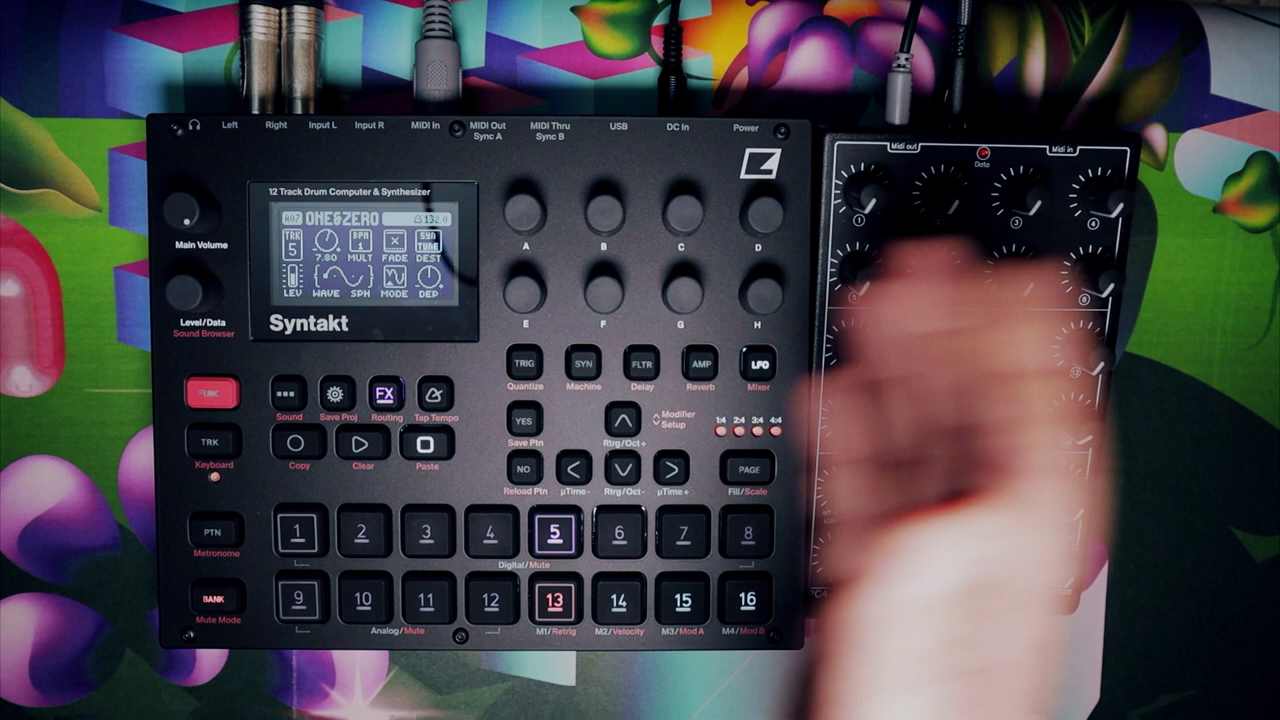 Left Right Input L Input R MIDI In MIDI Out MIDI Thru USB DC In Power
Sync A Sync B
Midi out Midi in
Data
12 Track Drum Computer & Synthesizer
A07 ONE&ZERO 132.0
TRK 5 7.80 BPM 1 MULT FADE SYN TUNE DEST
LEV WAVE SPH MODE DEP
Syntakt
Main Volume
Level/Data
Sound Browser
A B C D
E F G H
1 3 4
8
12
TRIG SYN FLTR AMP LFO
Quantize Machine Delay Reverb Mixer
FUNC FX
Sound Save Proj Routing Tap Tempo
YES Modifier
Setup
1:4 2:4 3:4 4:4
Save Ptn Rtrg/Oct+
TRK
Keyboard Copy Clear Paste
NO PAGE
Reload Ptn µTime- Rtrg/Oct- µTime+ Fill/Scale
PTN 1 2 3 4 5 6 7 8
Metronome
Digital/Mute
BANK 9 10 11 12 13 14 15 16
Mute Mode
Analog/Mute M1/Retrig M2/Velocity M3/Mod A M4/Mod B